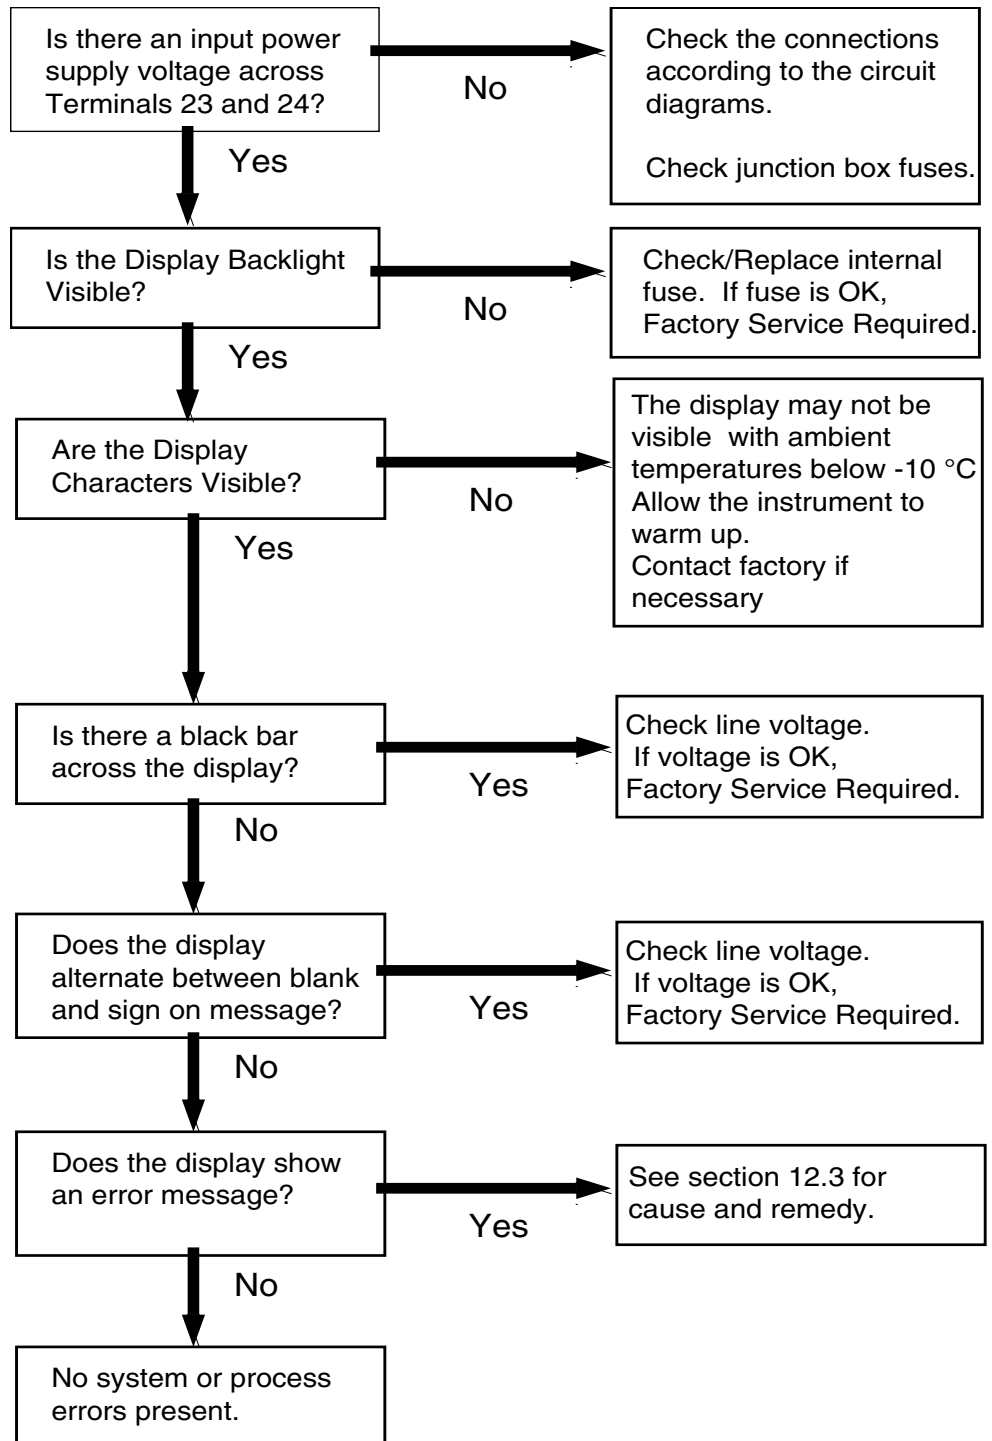 Is there an input power
supply voltage across
Terminals 23 and 24?
No
Check the connections
according to the circuit
diagrams.
Check junction box fuses.
Yes
Is the Display Backlight
Visible?
No
Check/Replace internal
fuse.  If fuse is OK,
Factory Service Required.
Yes
Are the Display
Characters Visible?
No
The display may not be
visible  with ambient
temperatures below -10 °C
Allow the instrument to
warm up.
Contact factory if
necessary
Yes
Is there a black bar
across the display?
Yes
Check line voltage.
If voltage is OK,
Factory Service Required.
No
Does the display
alternate between blank
and sign on message?
Yes
Check line voltage.
If voltage is OK,
Factory Service Required.
No
Does the display show
an error message?
Yes
See section 12.3 for
cause and remedy.
No
No system or process
errors present.